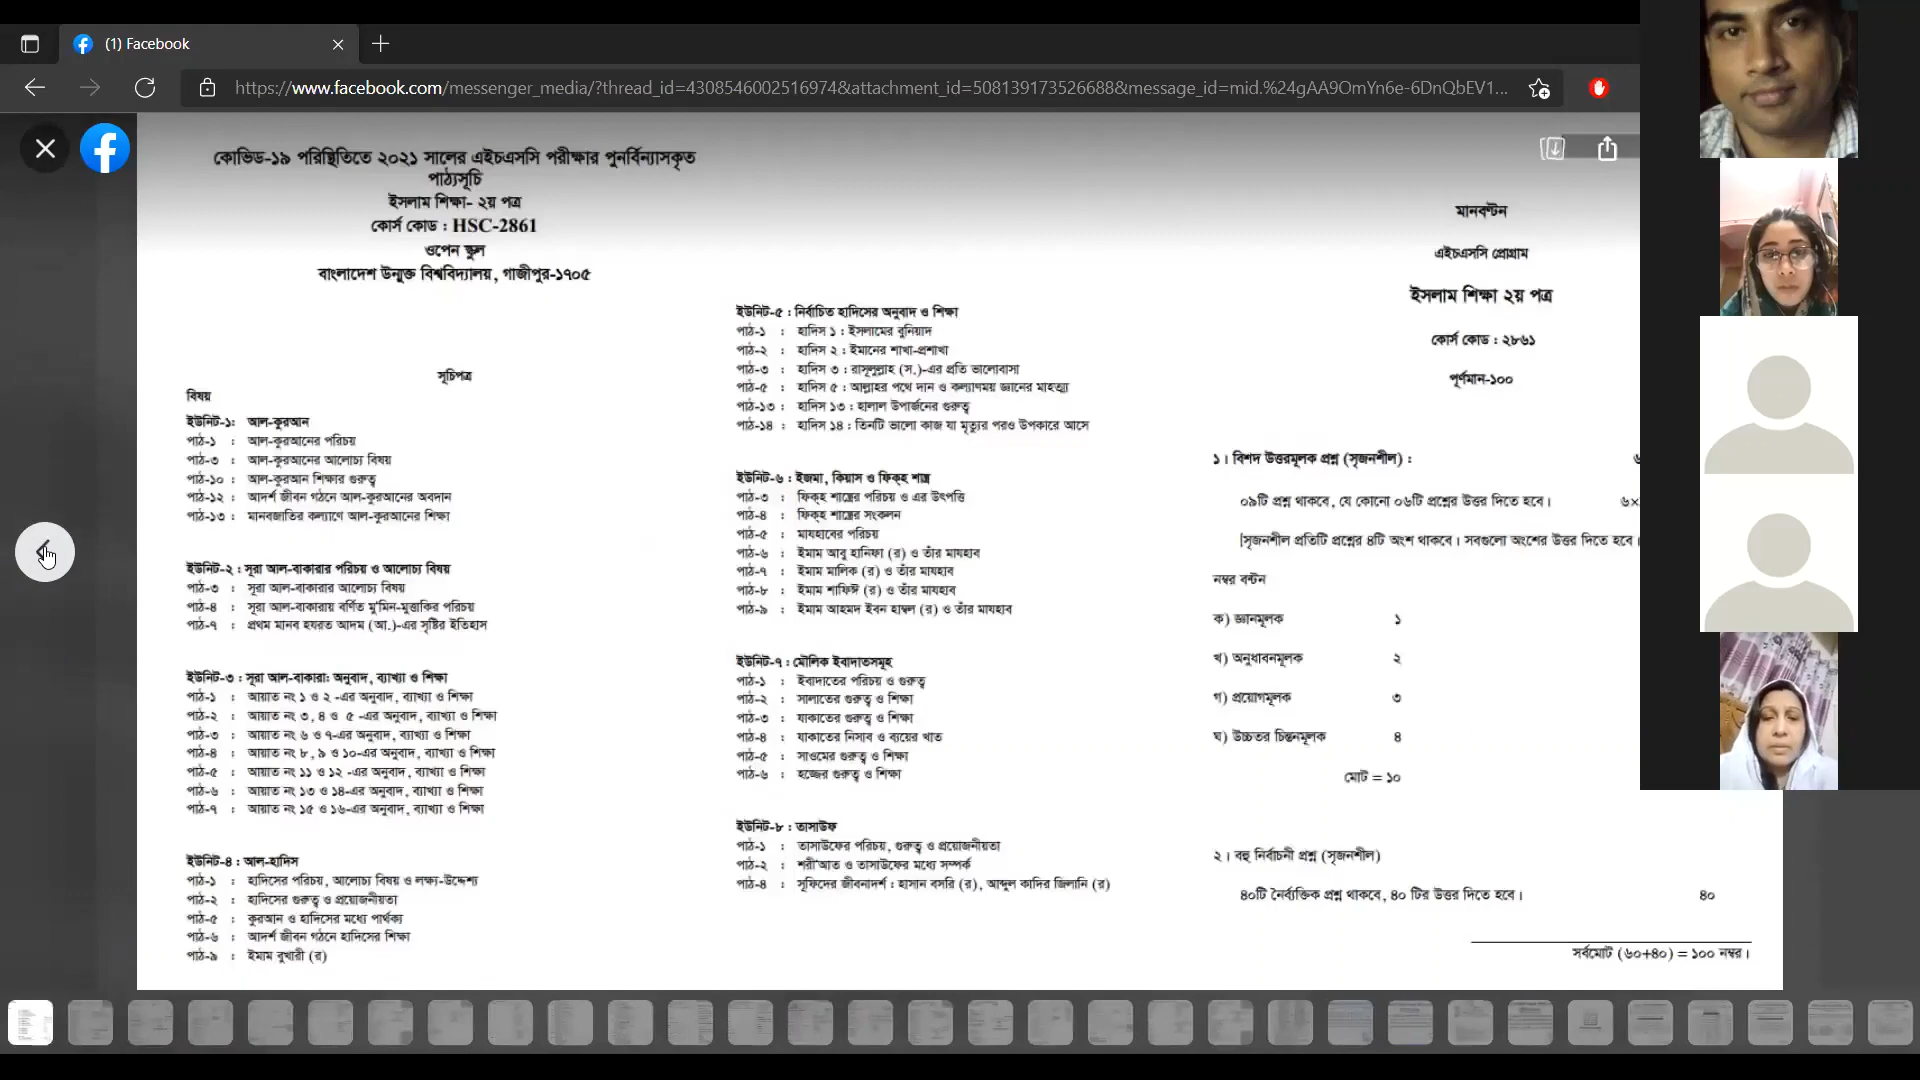 (1) Facebook
https://www.facebook.com/messenger_media/?thread_id=4308546002516974&attachment_id=508139173526688&message_id=mid.%24gAA9OmYn6e-6DnQbEV1...
কোভিড-১৯ পরিস্থিতিতে ২০২১ সালের এইচএসসি পরীক্ষার পুনর্বিন্যাসকৃত
পাঠ্যসূচি
ইসলাম শিক্ষা- ২য় পত্র
কোর্স কোড : HSC-2861
ওপেন স্কুল
বাংলাদেশ উন্মুক্ত বিশ্ববিদ্যালয়, গাজীপুর-১৭০৫
সূচিপত্র
বিষয়
ইউনিট-১: আল-কুরআন
পাঠ-১ : আল-কুরআনের পরিচয়
পাঠ-৩ : আল-কুরআনের আলোচ্য বিষয়
পাঠ-১০ : আল-কুরআন শিক্ষার গুরুত্ব
পাঠ-১২ : আদর্শ জীবন গঠনে আল-কুরআনের অবদান
পাঠ-১৩ : মানবজাতির কল্যাণে আল-কুরআনের শিক্ষা
ইউনিট-২ : সূরা আল-বাকারার পরিচয় ও আলোচ্য বিষয়
পাঠ-৩ : সূরা আল-বাকারার আলোচ্য বিষয়
পাঠ-৪ : সূরা আল-বাকারায় বর্ণিত মু'মিন-মুত্তাকির পরিচয়
পাঠ-৭ : প্রথম মানব হযরত আদম (আ.)-এর সৃষ্টির ইতিহাস
ইউনিট-৩ : সূরা আল-বাকারা: অনুবাদ, ব্যাখ্যা ও শিক্ষা
পাঠ-১ : আয়াত নং ১ ও ২ -এর অনুবাদ, ব্যাখ্যা ও শিক্ষা
পাঠ-২ : আয়াত নং ৩, ৪ ও ৫ -এর অনুবাদ, ব্যাখ্যা ও শিক্ষা
পাঠ-৩ : আয়াত নং ৬ ও ৭-এর অনুবাদ, ব্যাখ্যা ও শিক্ষা
পাঠ-৪ : আয়াত নং ৮, ৯ ও ১০-এর অনুবাদ, ব্যাখ্যা ও শিক্ষা
পাঠ-৫ : আয়াত নং ১১ ও ১২ -এর অনুবাদ, ব্যাখ্যা ও শিক্ষা
পাঠ-৬ : আয়াত নং ১৩ ও ১৪-এর অনুবাদ, ব্যাখ্যা ও শিক্ষা
পাঠ-৭ : আয়াত নং ১৫ ও ১৬-এর অনুবাদ, ব্যাখ্যা ও শিক্ষা
ইউনিট-৪ : আল-হাদিস
পাঠ-১ : হাদিসের পরিচয়, আলোচ্য বিষয় ও লক্ষ্য-উদ্দেশ্য
পাঠ-২ : হাদিসের গুরুত্ব ও প্রয়োজনীয়তা
পাঠ-৫ : কুরআন ও হাদিসের মধ্যে পার্থক্য
পাঠ-৬ : আদর্শ জীবন গঠনে হাদিসের শিক্ষা
পাঠ-৯ : ইমাম বুখারী (র)
ইউনিট-৫ : নির্বাচিত হাদিসের অনুবাদ ও শিক্ষা
পাঠ-১ : হাদিস ১ : ইসলামের বুনিয়াদ
পাঠ-২ : হাদিস ২ : ইমানের শাখা-প্রশাখা
পাঠ-৩ : হাদিস ৩ : রাসূলুল্লাহ (স.)-এর প্রতি ভালোবাসা
পাঠ-৫ : হাদিস ৫ : আল্লাহর পথে দান ও কল্যাণময় জ্ঞানের মাহত্ম্য
পাঠ-১৩ : হাদিস ১৩ : হালাল উপার্জনের গুরুত্ব
পাঠ-১৪ : হাদিস ১৪ : তিনটি ভালো কাজ যা মৃত্যুর পরও উপকারে আসে
ইউনিট-৬ : ইজমা, কিয়াস ও ফিক্হ শাস্ত্র
পাঠ-৩ : ফিক্হ শাস্ত্রের পরিচয় ও এর উৎপত্তি
পাঠ-৪ : ফিক্হ শাস্ত্রের সংকলন
পাঠ-৫ : মাযহাবের পরিচয়
পাঠ-৬ : ইমাম আবু হানিফা (র) ও তাঁর মাযহাব
পাঠ-৭ : ইমাম মালিক (র) ও তাঁর মাযহাব
পাঠ-৮ : ইমাম শাফিঈ (র) ও তাঁর মাযহাব
পাঠ-৯ : ইমাম আহমদ ইবন হাম্বল (র) ও তাঁর মাযহাব
ইউনিট-৭ : মৌলিক ইবাদাতসমূহ
পাঠ-১ : ইবাদাতের পরিচয় ও গুরুত্ব
পাঠ-২ : সালাতের গুরুত্ব ও শিক্ষা
পাঠ-৩ : যাকাতের গুরুত্ব ও শিক্ষা
পাঠ-৪ : যাকাতের নিসাব ও ব্যয়ের খাত
পাঠ-৫ : সাওমের গুরুত্ব ও শিক্ষা
পাঠ-৬ : হজ্জের গুরুত্ব ও শিক্ষা
ইউনিট-৮ : তাসাউফ
পাঠ-১ : তাসাউফের পরিচয়, গুরুত্ব ও প্রয়োজনীয়তা
পাঠ-২ : শরী'আত ও তাসাউফের মধ্যে সম্পর্ক
পাঠ-৪ : সূফিদের জীবনাদর্শ : হাসান বসরি (র), আব্দুল কাদির জিলানি (র)
মানবণ্টন
এইচএসসি প্রোগ্রাম
ইসলাম শিক্ষা ২য় পত্র
কোর্স কোড : ২৮৬১
পূর্ণমান-১০০
১। বিশদ উত্তরমূলক প্রশ্ন (সৃজনশীল) :
০৯টি প্রশ্ন থাকবে, যে কোনো ০৬টি প্রশ্নের উত্তর দিতে হবে। ৬×
[সৃজনশীল প্রতিটি প্রশ্নের ৪টি অংশ থাকবে। সবগুলো অংশের উত্তর দিতে হবে।
নম্বর বন্টন
ক) জ্ঞানমূলক ১
খ) অনুধাবনমূলক ২
গ) প্রয়োগমূলক ৩
ঘ) উচ্চতর চিন্তনমূলক ৪
মোট = ১০
২। বহু নির্বাচনী প্রশ্ন (সৃজনশীল)
৪০টি নৈর্ব্যক্তিক প্রশ্ন থাকবে, ৪০ টির উত্তর দিতে হবে। ৪০
সর্বমোট (৬০+৪০) = ১০০ নম্বর।